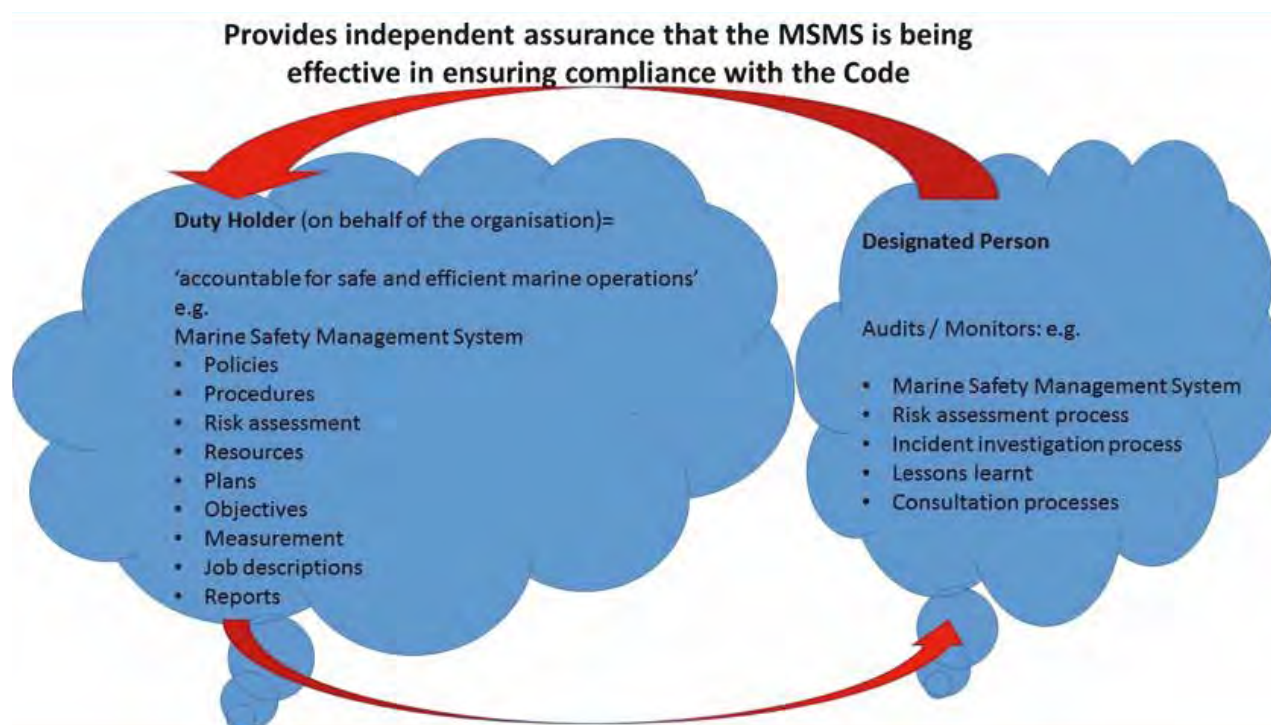 Provides independent assurance that the MSMS is being
effective in ensuring compliance with the Code
Duty Holder (on behalf of the organisation)=
‘accountable for safe and efficient marine operations’
e.g.
Marine Safety Management System
• Policies
• Procedures
• Risk assessment
• Resources
• Plans
• Objectives
• Measurement
• Job descriptions
• Reports
Designated Person
Audits / Monitors: e.g.
• Marine Safety Management System
• Risk assessment process
• Incident investigation process
• Lessons learnt
• Consultation processes